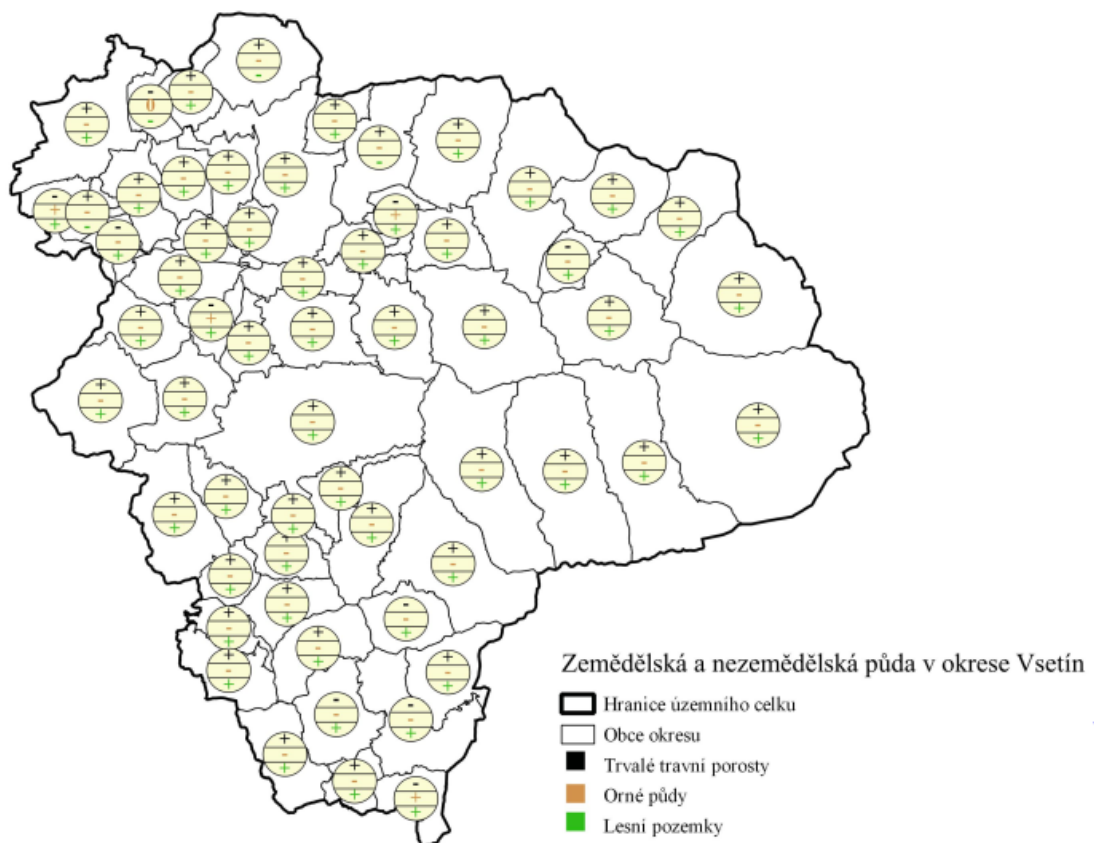 Zemědělská a nezemědělská půda v okrese Vsetín
Hranice územního celku
Obce okresu
Trvalé travní porosty
Orné půdy
Lesní pozemky